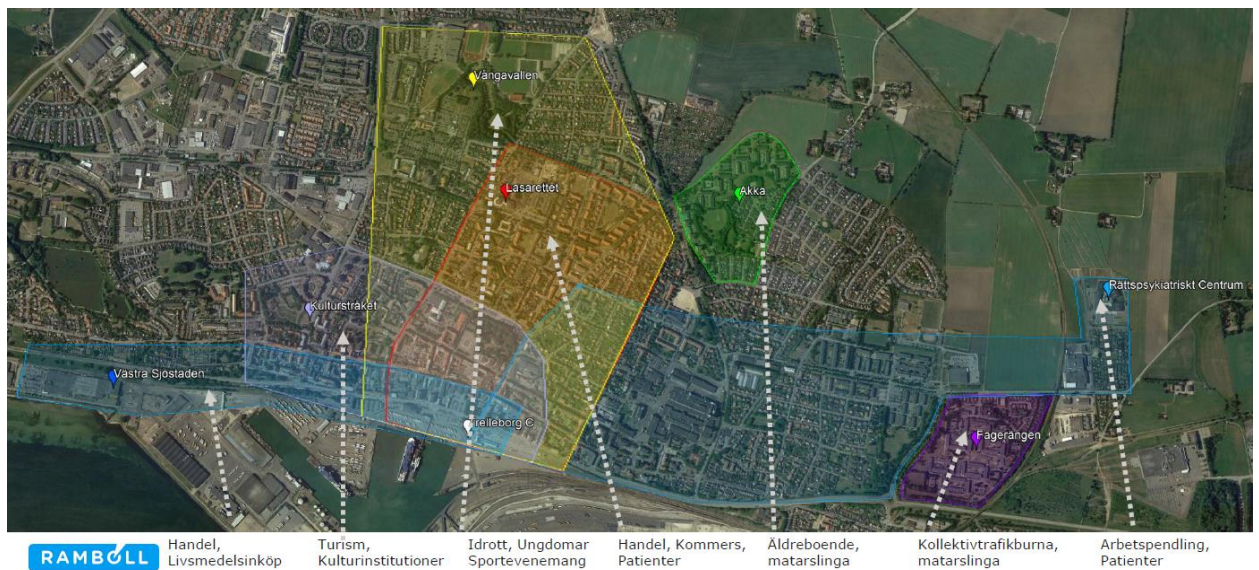 Vångavallen
Lasarettet
Akka
Rättspsykiatriskt Centrum
Kulturstråket
Västra Sjöstaden
Trelleborg C
Fagerängen
RAMBOLL
Handel,
Livsmedelsinköp
Turism,
Kulturinstitutioner
Idrott, Ungdomar
Sportevenemang
Handel, Kommers,
Patienter
Äldreboende,
matarslinga
Kollektivtrafikburna,
matarslinga
Arbetspendling,
Patienter